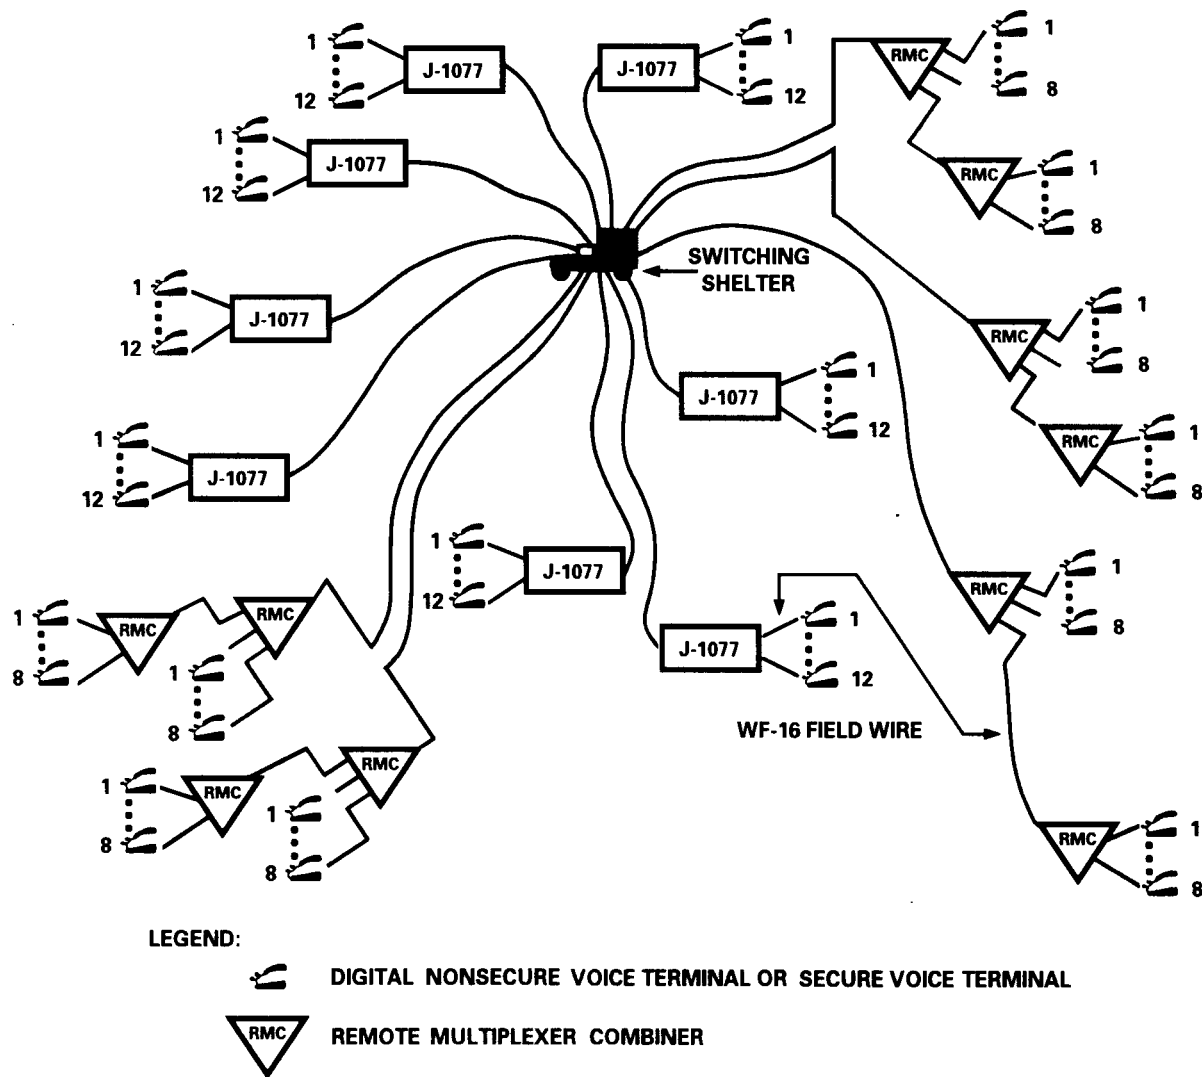 1
J-1077
12
J-1077
1
12
RMC
1
8
1
J-1077
12
RMC
1
8
SWITCHING
SHELTER
1
J-1077
12
RMC
1
8
J-1077
1
12
RMC
1
8
1
J-1077
12
1
J-1077
12
RMC
1
8
1
RMC
8
RMC
1
8
J-1077
1
12
WF-16 FIELD WIRE
1
RMC
8
RMC
1
8
RMC
1
8
LEGEND:
DIGITAL NONSECURE VOICE TERMINAL OR SECURE VOICE TERMINAL
RMC
REMOTE MULTIPLEXER COMBINER